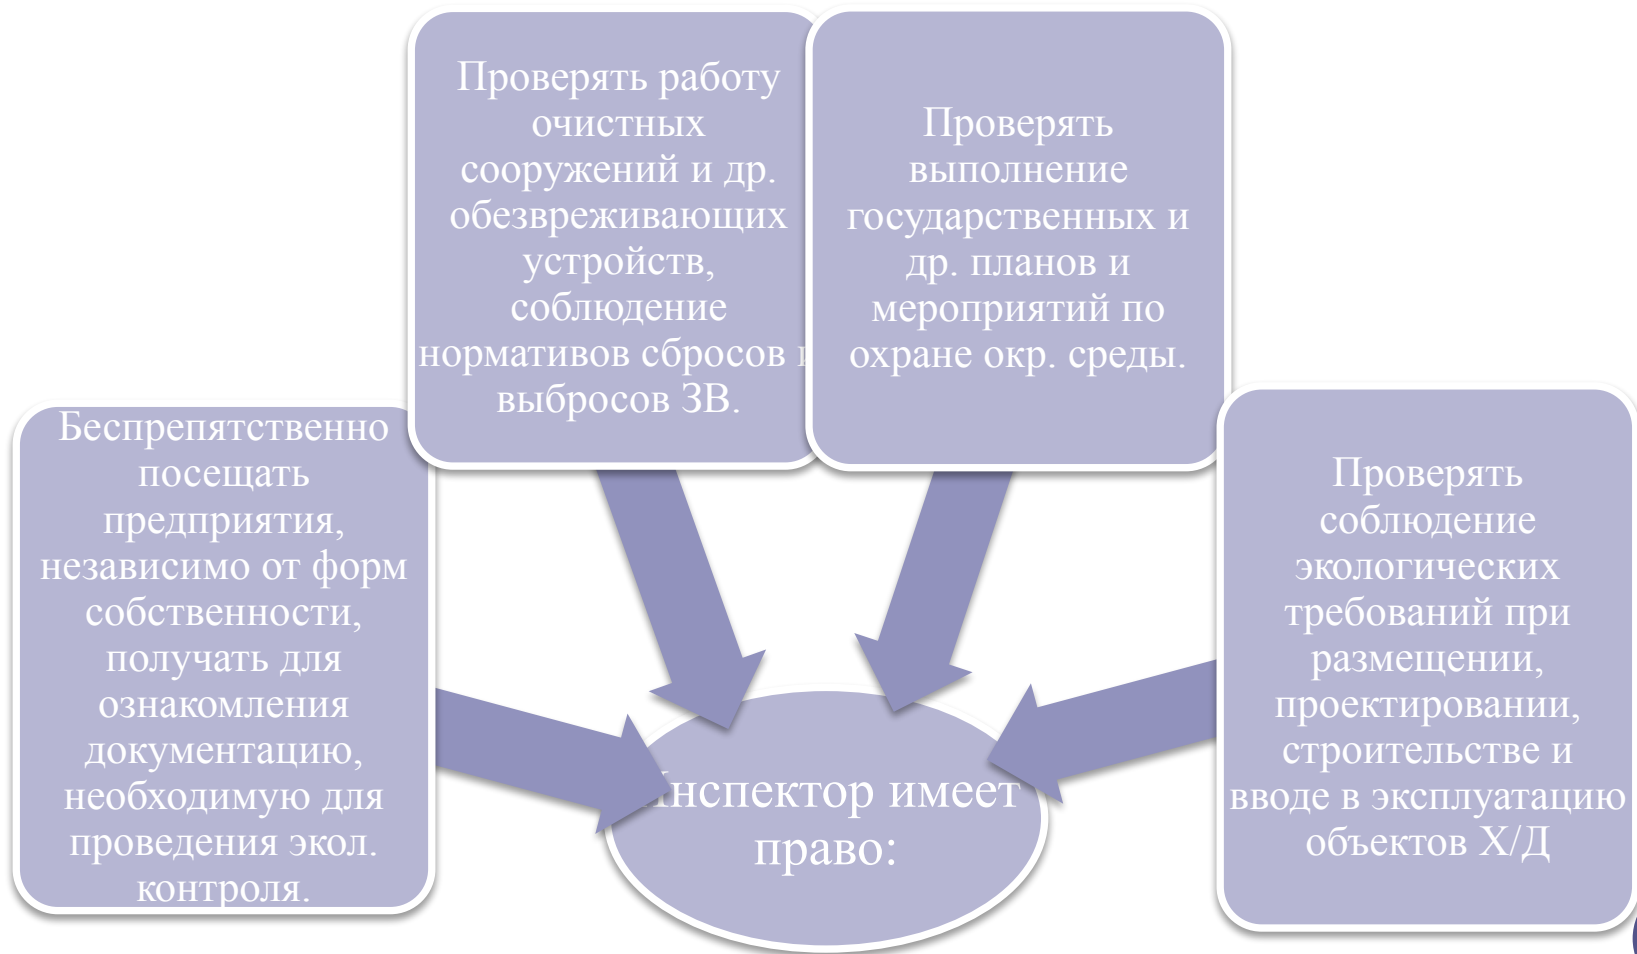 Проверять работу
очистных
сооружений и др.
обезвреживающих
устройств,
соблюдение
нормативов сбросов и
выбросов ЗВ.
Проверять
выполнение
государственных и
др. планов и
мероприятий по
охране окр. среды.
Беспрепятственно
посещать
предприятия,
независимо от форм
собственности,
получать для
ознакомления
документацию,
необходимую для
проведения экол.
контроля.
Проверять
соблюдение
экологических
требований при
размещении,
проектировании,
строительстве и
вводе в эксплуатацию
объектов Х/Д
Инспектор имеет
право: